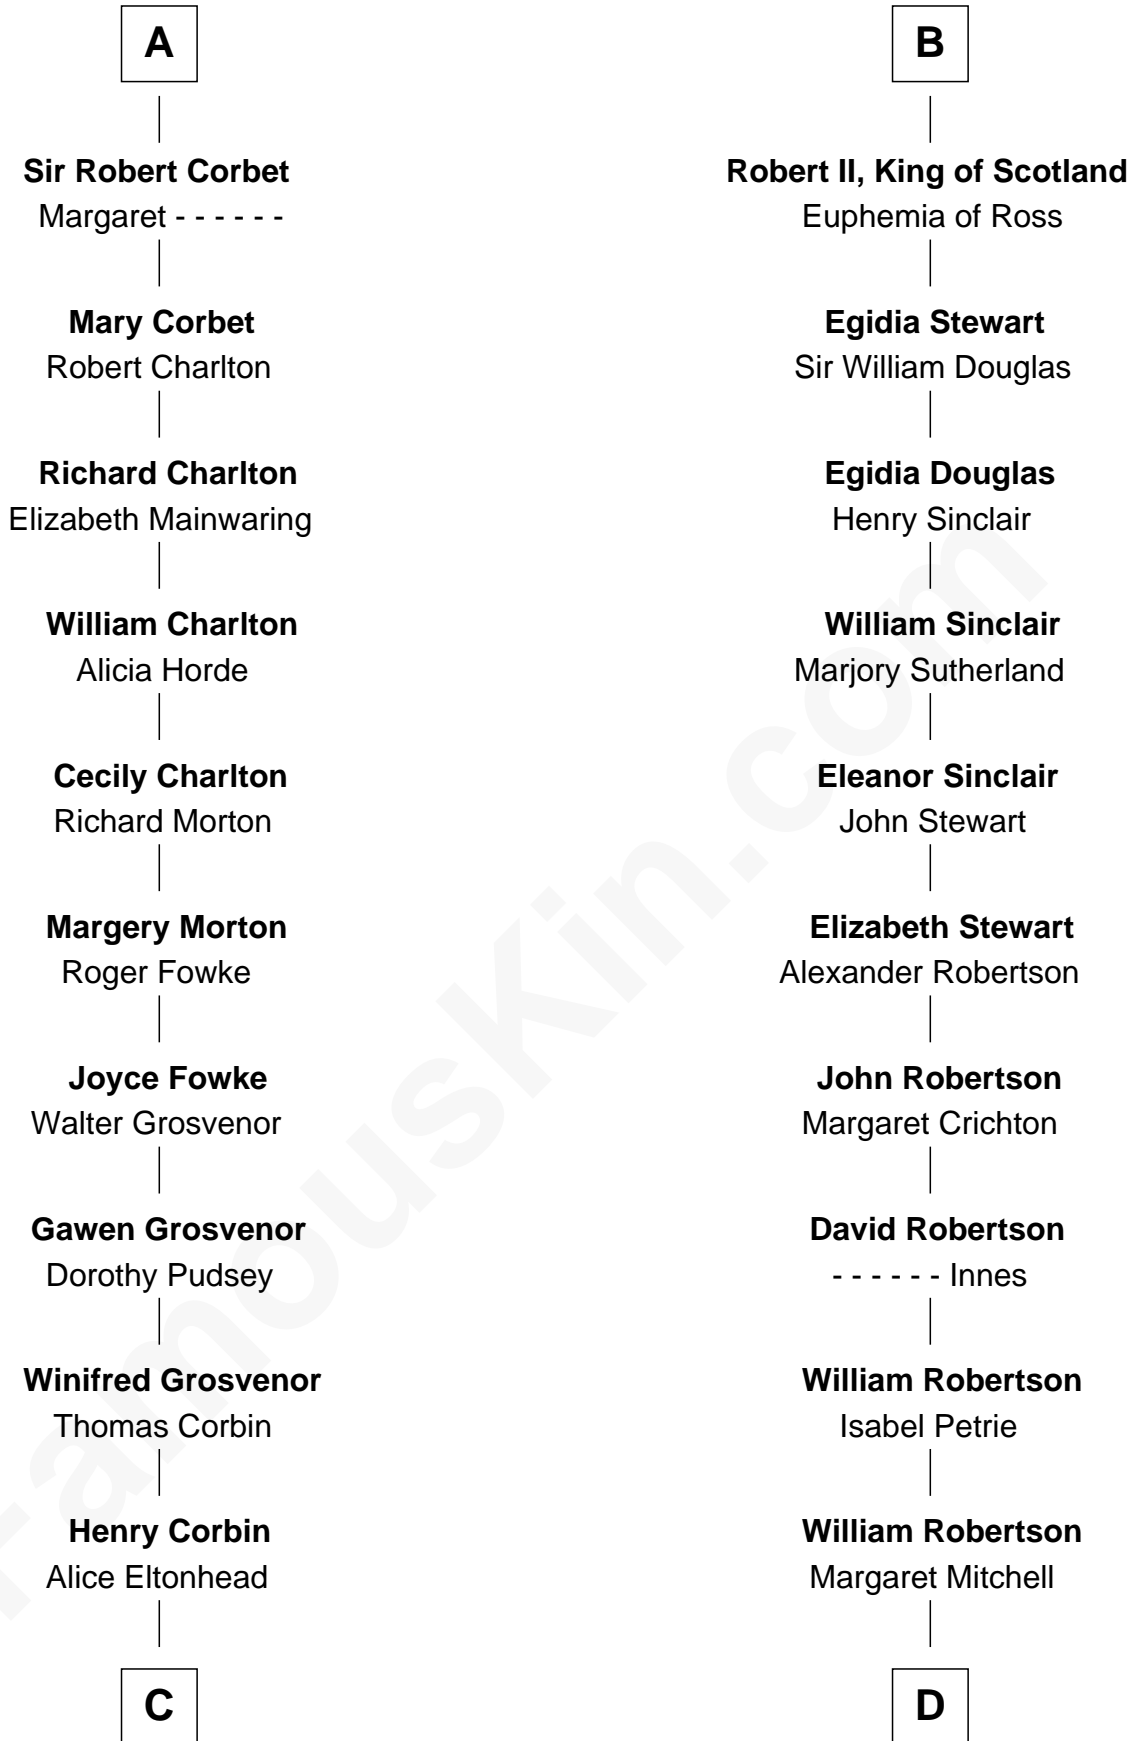 A
Sir Robert Corbet
Margaret - - - - - -
Mary Corbet
Robert Charlton
Richard Charlton
Elizabeth Mainwaring
William Charlton
Alicia Horde
Cecily Charlton
Richard Morton
Margery Morton
Roger Fowke
Joyce Fowke
Walter Grosvenor
Gawen Grosvenor
Dorothy Pudsey
Winifred Grosvenor
Thomas Corbin
Henry Corbin
Alice Eltonhead
C
B
Robert II, King of Scotland
Euphemia of Ross
Egidia Stewart
Sir William Douglas
Egidia Douglas
Henry Sinclair
William Sinclair
Marjory Sutherland
Eleanor Sinclair
John Stewart
Elizabeth Stewart
Alexander Robertson
John Robertson
Margaret Crichton
David Robertson
- - - - - - Innes
William Robertson
Isabel Petrie
William Robertson
Margaret Mitchell
D
FamousKin.com